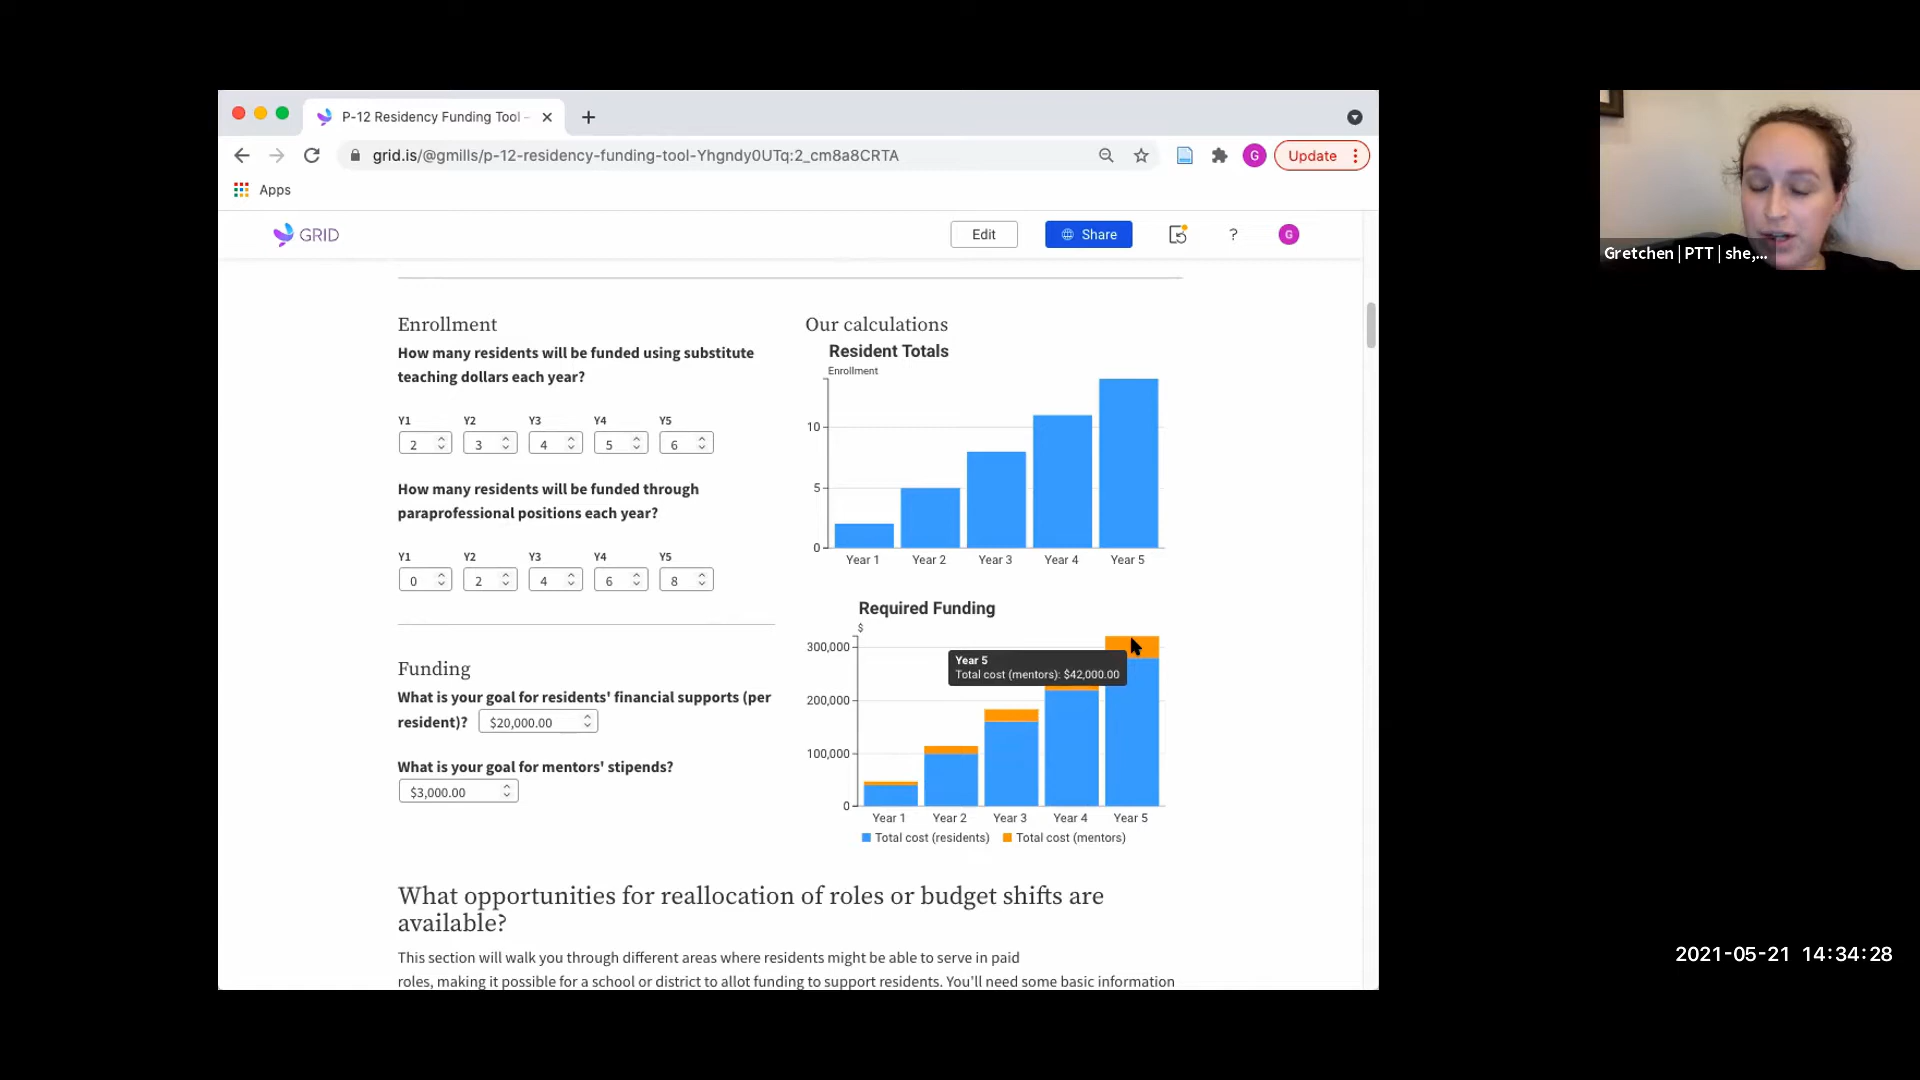 P-12 Residency Funding Tool -
grid.is/@gmills/p-12-residency-funding-tool-Yhgndy0UTq:2_cm8a8CRTA
G
Update
Apps
GRID
Edit
Share
?
G
Enrollment
How many residents will be funded using substitute
teaching dollars each year?
Y1 Y2 Y3 Y4 Y5
2 3 4 5 6
How many residents will be funded through
paraprofessional positions each year?
Y1 Y2 Y3 Y4 Y5
0 2 4 6 8
Funding
What is your goal for residents' financial supports (per
resident)? $20,000.00
What is your goal for mentors' stipends?
$3,000.00
Our calculations
Resident Totals
Enrollment
10
5
0
Year 1 Year 2 Year 3 Year 4 Year 5
Required Funding
$
300,000
200,000
100,000
0
Year 5
Total cost (mentors): $42,000.00
Year 1 Year 2 Year 3 Year 4 Year 5
Total cost (residents) Total cost (mentors)
What opportunities for reallocation of roles or budget shifts are
available?
This section will walk you through different areas where residents might be able to serve in paid
roles, making it possible for a school or district to allot funding to support residents. You'll need some basic information
Gretchen | PTT | she,...
2021-05-21 14:34:28